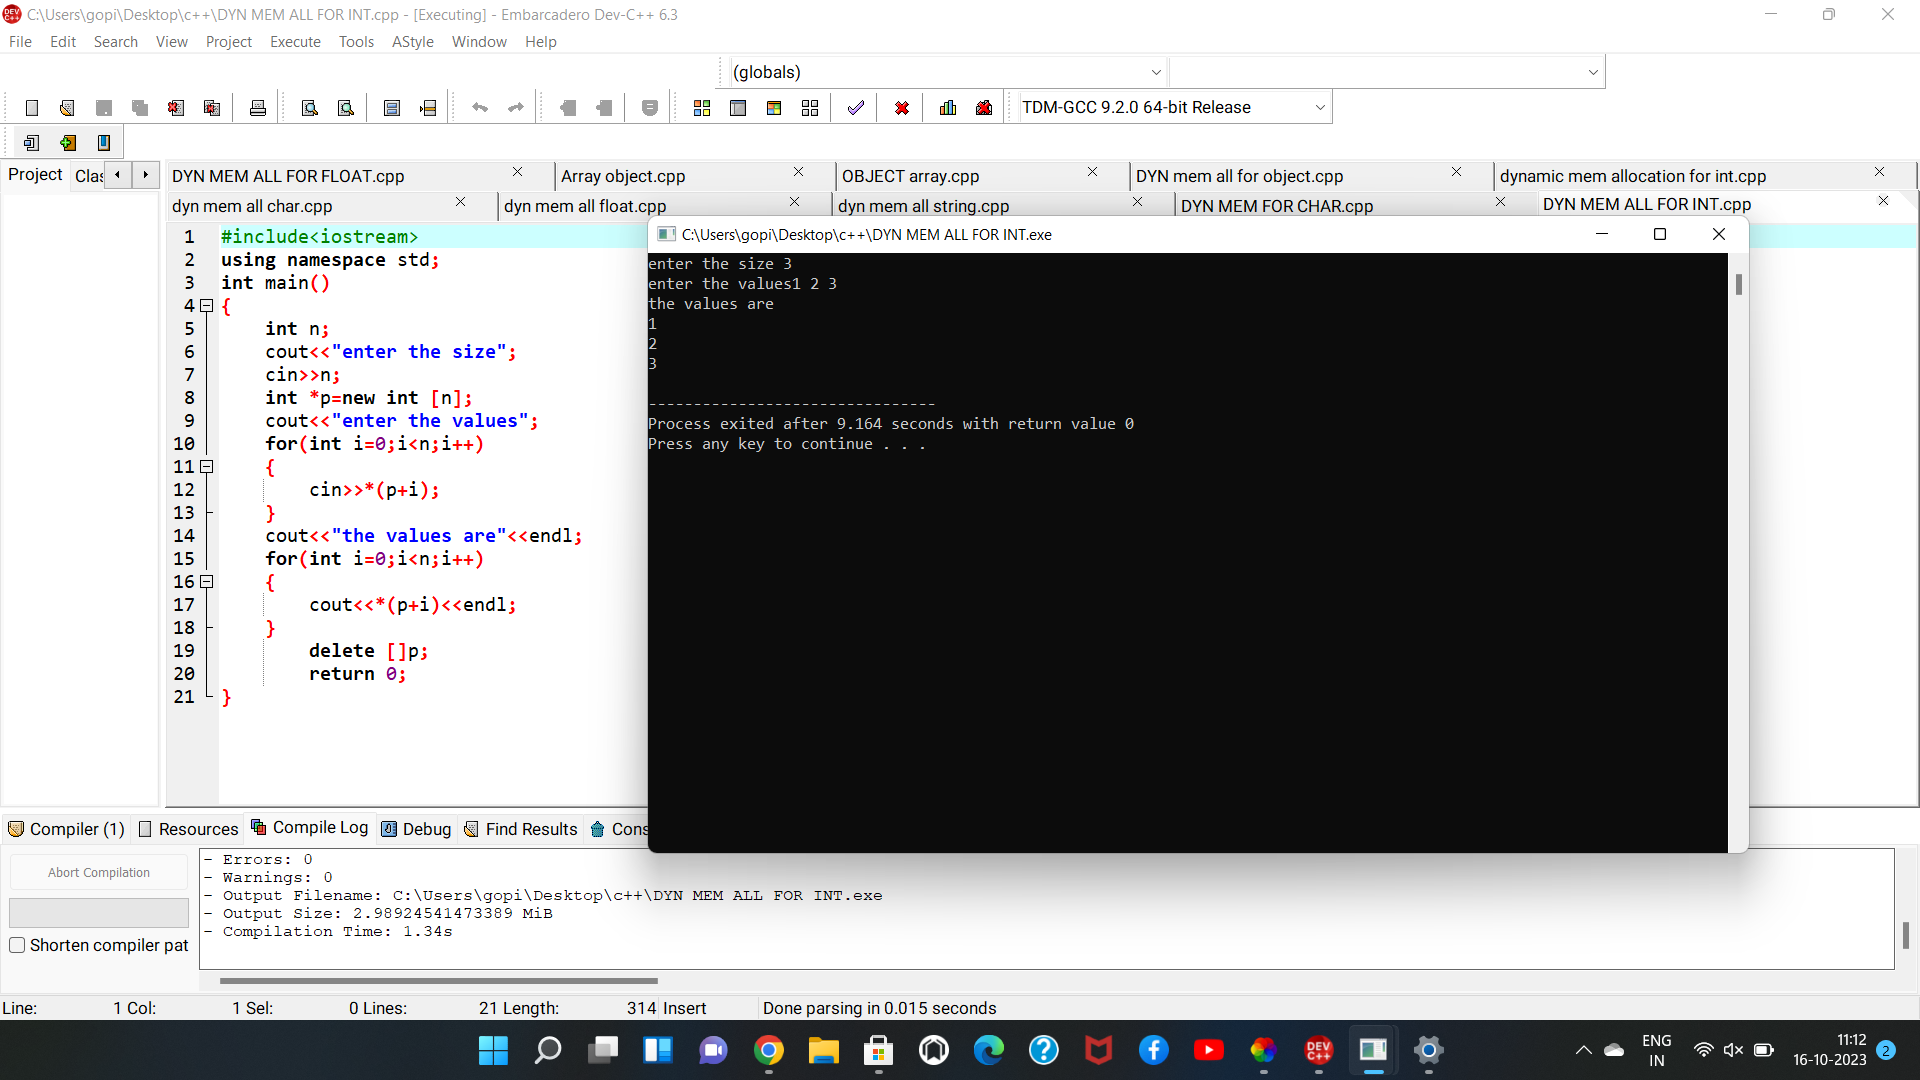 C:\Users\gopi\Desktop\c++\DYN MEM ALL FOR INT.cpp - [Executing] - Embarcadero Dev-C++ 6.3
File Edit Search View Project Execute Tools AStyle Window Help
(globals)
TDM-GCC 9.2.0 64-bit Release
Project Clas
DYN MEM ALL FOR FLOAT.cpp Array object.cpp OBJECT array.cpp DYN mem all for object.cpp dynamic mem allocation for int.cpp
dyn mem all char.cpp dyn mem all float.cpp dyn mem all string.cpp DYN MEM FOR CHAR.cpp DYN MEM ALL FOR INT.cpp
1 #include<iostream>
2 using namespace std;
3 int main()
4 {
5 int n;
6 cout<<"enter the size";
7 cin>>n;
8 int *p=new int [n];
9 cout<<"enter the values";
10 for(int i=0;i<n;i++)
11 {
12 cin>>*(p+i);
13 }
14 cout<<"the values are"<<endl;
15 for(int i=0;i<n;i++)
16 {
17 cout<<*(p+i)<<endl;
18 }
19 delete []p;
20 return 0;
21 }
C:\Users\gopi\Desktop\c++\DYN MEM ALL FOR INT.exe
enter the size 3
enter the values1 2 3
the values are
1
2
3
--------------------------------
Process exited after 9.164 seconds with return value 0
Press any key to continue . . .
Compiler (1) Resources Compile Log Debug Find Results Cons
Abort Compilation
Shorten compiler pat
- Errors: 0
- Warnings: 0
- Output Filename: C:\Users\gopi\Desktop\c++\DYN MEM ALL FOR INT.exe
- Output Size: 2.98924541473389 MiB
- Compilation Time: 1.34s
Line: 1 Col: 1 Sel: 0 Lines: 21 Length: 314 Insert Done parsing in 0.015 seconds
DEV C++
ENG
IN
11:12
16-10-2023
2